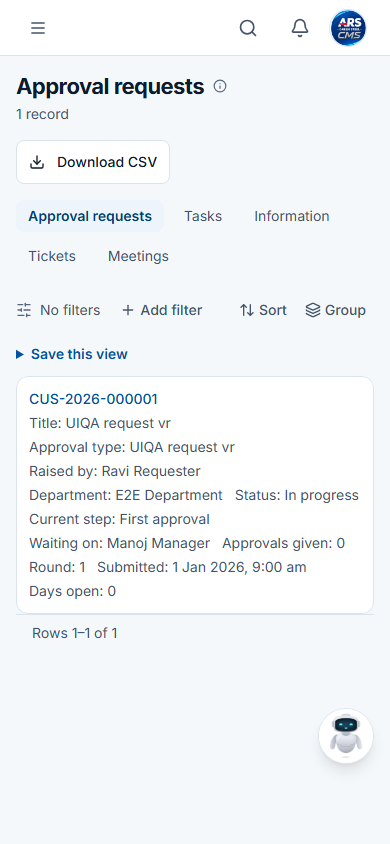 ARS
CMS
Approval requests
1 record
Download CSV
Approval requests Tasks Information
Tickets Meetings
No filters Add filter Sort Group
Save this view
CUS-2026-000001
Title: UIQA request vr
Approval type: UIQA request vr
Raised by: Ravi Requester
Department: E2E Department Status: In progress
Current step: First approval
Waiting on: Manoj Manager Approvals given: 0
Round: 1 Submitted: 1 Jan 2026, 9:00 am
Days open: 0
Rows 1–1 of 1